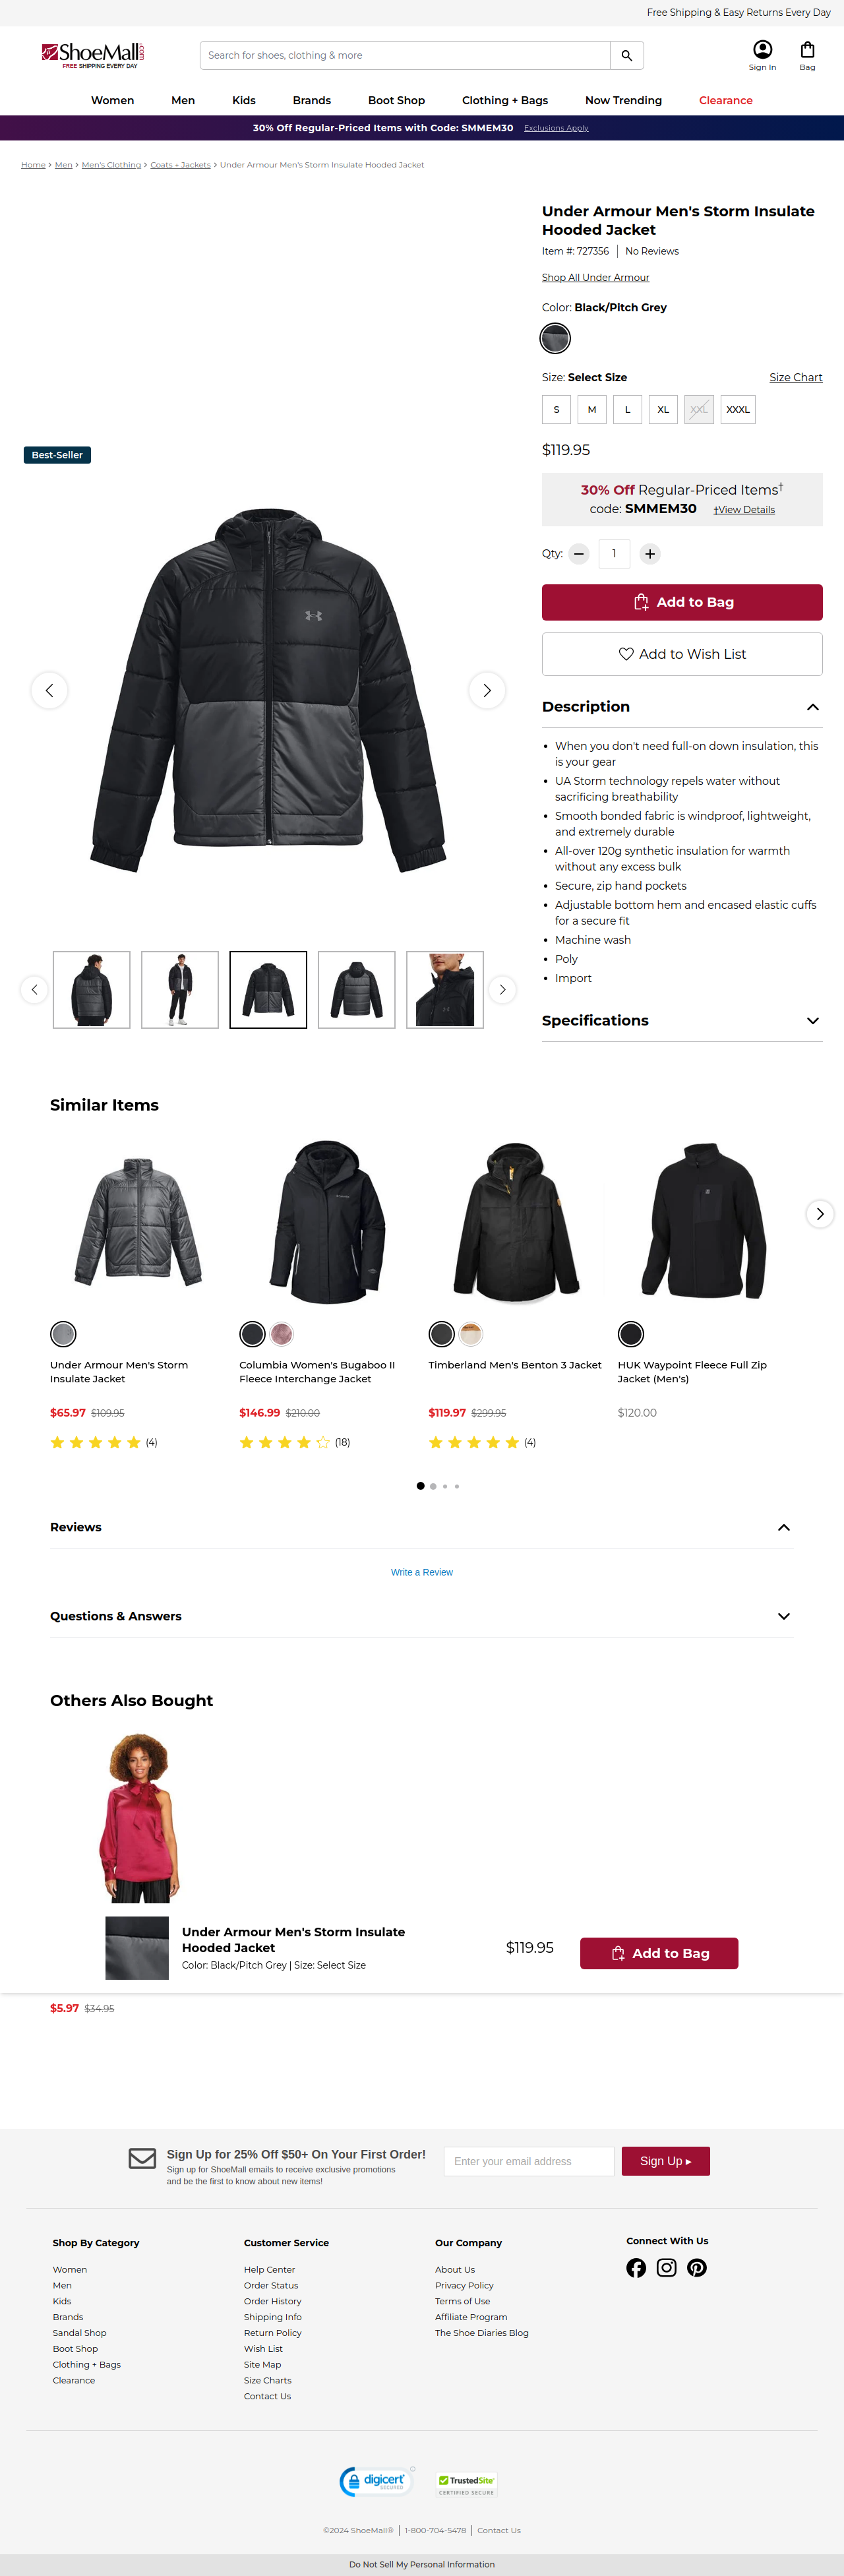 Free Shipping & Easy Returns Every Day
ShoeMall.com
FREE SHIPPING EVERY DAY
Search for shoes, clothing & more
Sign In
Bag
Women
Men
Kids
Brands
Boot Shop
Clothing + Bags
Now Trending
Clearance
30% Off Regular-Priced Items with Code: SMMEM30 Exclusions Apply
Home › Men › Men's Clothing › Coats + Jackets › Under Armour Men's Storm Insulate Hooded Jacket
Under Armour Men's Storm Insulate
Hooded Jacket
Item #: 727356 | No Reviews
Shop All Under Armour
Color: Black/Pitch Grey
Size: Select Size
Size Chart
S
M
L
XL
XXL
XXXL
$119.95
30% Off Regular-Priced Items†
code: SMMEM30 †View Details
Qty:
1
Add to Bag
Add to Wish List
Best-Seller
Description
• When you don't need full-on down insulation, this
is your gear
• UA Storm technology repels water without
sacrificing breathability
• Smooth bonded fabric is windproof, lightweight,
and extremely durable
• All-over 120g synthetic insulation for warmth
without any excess bulk
• Secure, zip hand pockets
• Adjustable bottom hem and encased elastic cuffs
for a secure fit
• Machine wash
• Poly
• Import
Specifications
Similar Items
Under Armour Men's Storm
Insulate Jacket
$65.97 $109.95
(4)
Columbia Women's Bugaboo II
Fleece Interchange Jacket
$146.99 $210.00
(18)
Timberland Men's Benton 3 Jacket
$119.97 $299.95
(4)
HUK Waypoint Fleece Full Zip
Jacket (Men's)
$120.00
Reviews
Write a Review
Questions & Answers
Others Also Bought
Under Armour Men's Storm Insulate
Hooded Jacket
Color: Black/Pitch Grey | Size: Select Size
$119.95
Add to Bag
$5.97 $34.95
Sign Up for 25% Off $50+ On Your First Order!
Sign up for ShoeMall emails to receive exclusive promotions
and be the first to know about new items!
Enter your email address
Sign Up ▸
Shop By Category
Women
Men
Kids
Brands
Sandal Shop
Boot Shop
Clothing + Bags
Clearance
Customer Service
Help Center
Order Status
Order History
Shipping Info
Return Policy
Wish List
Site Map
Size Charts
Contact Us
Our Company
About Us
Privacy Policy
Terms of Use
Affiliate Program
The Shoe Diaries Blog
Connect With Us
digicert
SECURED
TrustedSite
CERTIFIED SECURE
©2024 ShoeMall® | 1-800-704-5478 | Contact Us
Do Not Sell My Personal Information